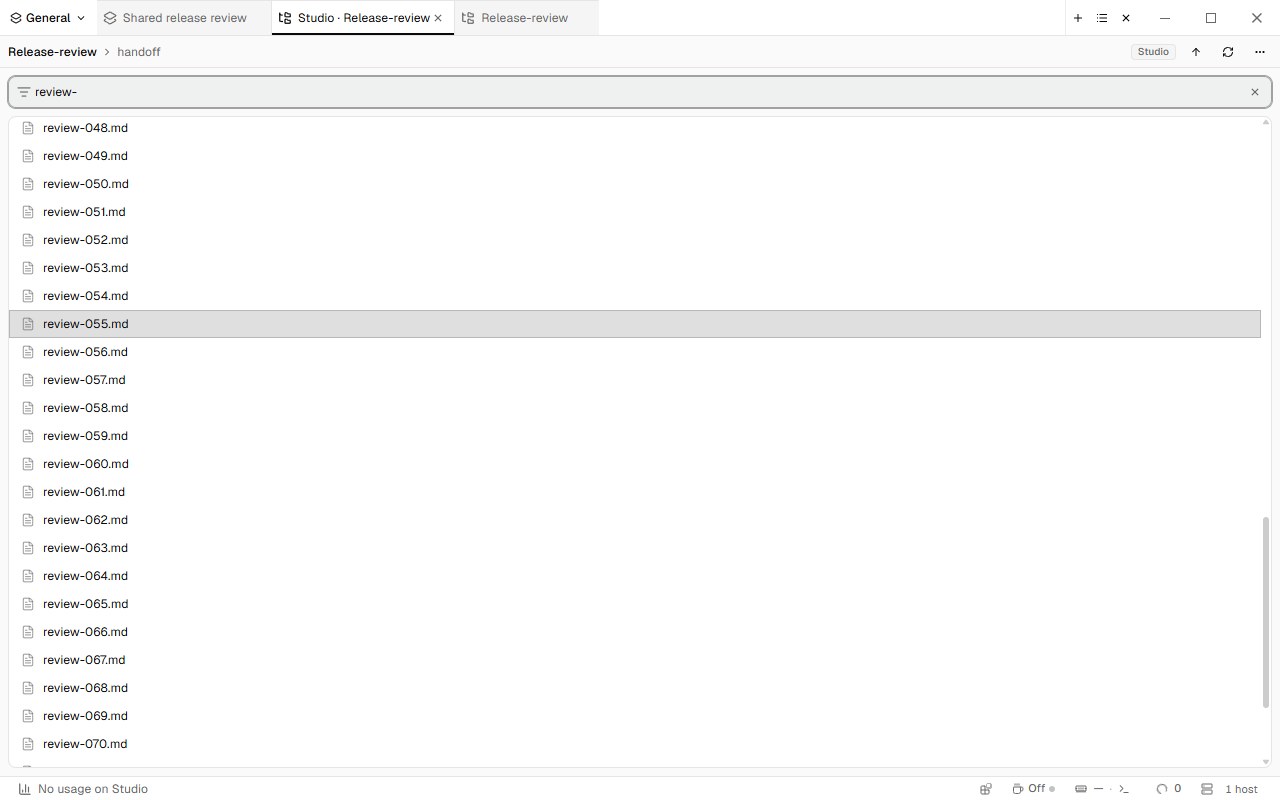 General
Shared release review
Studio · Release-review
Release-review
Release-review > handoff
Studio
review-
review-048.md
review-049.md
review-050.md
review-051.md
review-052.md
review-053.md
review-054.md
review-055.md
review-056.md
review-057.md
review-058.md
review-059.md
review-060.md
review-061.md
review-062.md
review-063.md
review-064.md
review-065.md
review-066.md
review-067.md
review-068.md
review-069.md
review-070.md
No usage on Studio
Off
— ·
0
1 host